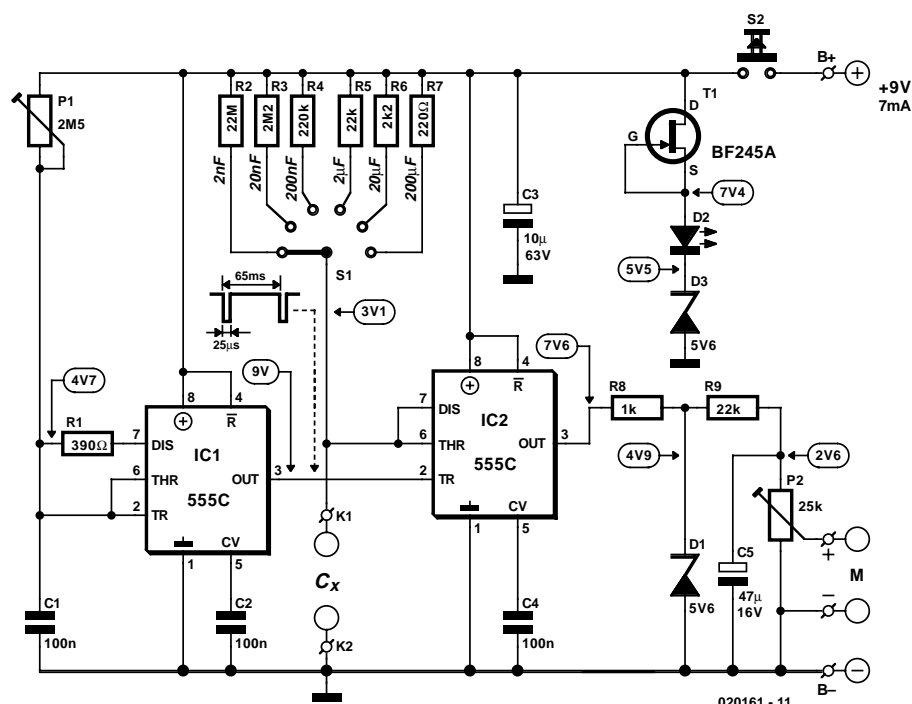 S2
B+
+9V
7mA
P1
2M5
R2
R3
R4
R5
R6
R7
22M
2M2
220k
22k
2k2
220Ω
2nF
20nF
200nF
2µF
20µF
200µF
T1
D
G
S
BF245A
7V4
C3
10µ
63V
D2
5V5
D3
5V6
S1
65ms
25µs
3V1
9V
7V6
4V7
R1
390Ω
8
4
R
7
DIS
IC1
6
THR
OUT
3
555C
2
TR
CV
1
5
8
4
R
7
DIS
IC2
6
THR
OUT
3
555C
2
TR
CV
1
5
R8
1k
R9
22k
4V9
2V6
P2
25k
K1
Cx
K2
D1
5V6
C5
47µ
16V
+
M
–
C1
100n
C2
100n
C4
100n
B–
020161 - 11